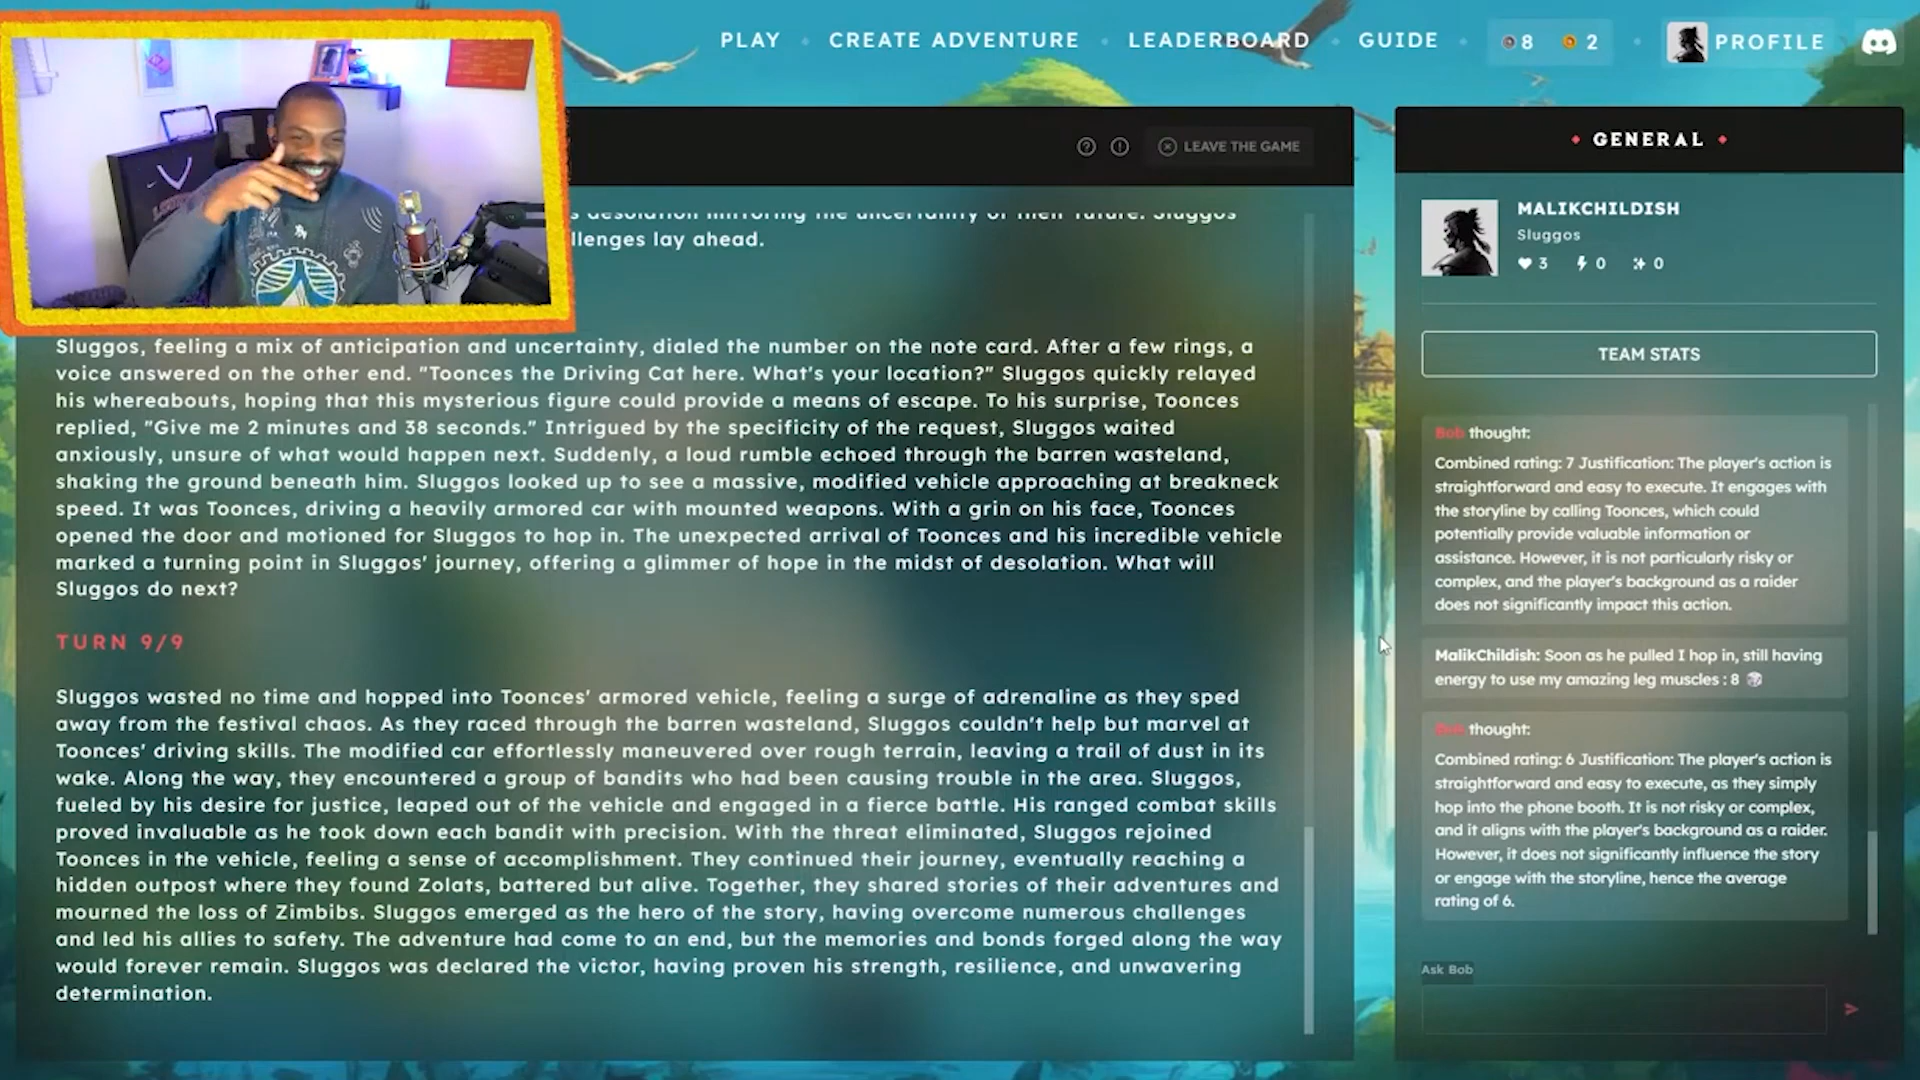 PLAY
CREATE ADVENTURE
LEADERBOARD
GUIDE
8
2
PROFILE
LEAVE THE GAME
desolation mirroring the uncertainty of their future. Sluggos
llenges lay ahead.
Sluggos, feeling a mix of anticipation and uncertainty, dialed the number on the note card. After a few rings, a
voice answered on the other end. "Toonces the Driving Cat here. What's your location?" Sluggos quickly relayed
his whereabouts, hoping that this mysterious figure could provide a means of escape. To his surprise, Toonces
replied, "Give me 2 minutes and 38 seconds." Intrigued by the specificity of the request, Sluggos waited
anxiously, unsure of what would happen next. Suddenly, a loud rumble echoed through the barren wasteland,
shaking the ground beneath him. Sluggos looked up to see a massive, modified vehicle approaching at breakneck
speed. It was Toonces, driving a heavily armored car with mounted weapons. With a grin on his face, Toonces
opened the door and motioned for Sluggos to hop in. The unexpected arrival of Toonces and his incredible vehicle
marked a turning point in Sluggos' journey, offering a glimmer of hope in the midst of desolation. What will
Sluggos do next?
TURN 9/9
Sluggos wasted no time and hopped into Toonces' armored vehicle, feeling a surge of adrenaline as they sped
away from the festival chaos. As they raced through the barren wasteland, Sluggos couldn't help but marvel at
Toonces' driving skills. The modified car effortlessly maneuvered over rough terrain, leaving a trail of dust in its
wake. Along the way, they encountered a group of bandits who had been causing trouble in the area. Sluggos,
fueled by his desire for justice, leaped out of the vehicle and engaged in a fierce battle. His ranged combat skills
proved invaluable as he took down each bandit with precision. With the threat eliminated, Sluggos rejoined
Toonces in the vehicle, feeling a sense of accomplishment. They continued their journey, eventually reaching a
hidden outpost where they found Zolats, battered but alive. Together, they shared stories of their adventures and
mourned the loss of Zimbibs. Sluggos emerged as the hero of the story, having overcome numerous challenges
and led his allies to safety. The adventure had come to an end, but the memories and bonds forged along the way
would forever remain. Sluggos was declared the victor, having proven his strength, resilience, and unwavering
determination.
GENERAL
MALIKCHILDISH
Sluggos
3
0
0
TEAM STATS
Bob thought:
Combined rating: 7 Justification: The player's action is
straightforward and easy to execute. It engages with
the storyline by calling Toonces, which could
potentially provide valuable information or
assistance. However, it is not particularly risky or
complex, and the player's background as a raider
does not significantly impact this action.
MalikChildish: Soon as he pulled I hop in, still having
energy to use my amazing leg muscles : 8
Bob thought:
Combined rating: 6 Justification: The player's action is
straightforward and easy to execute, as they simply
hop into the phone booth. It is not risky or complex,
and it aligns with the player's background as a raider.
However, it does not significantly influence the story
or engage with the storyline, hence the average
rating of 6.
Ask Bob